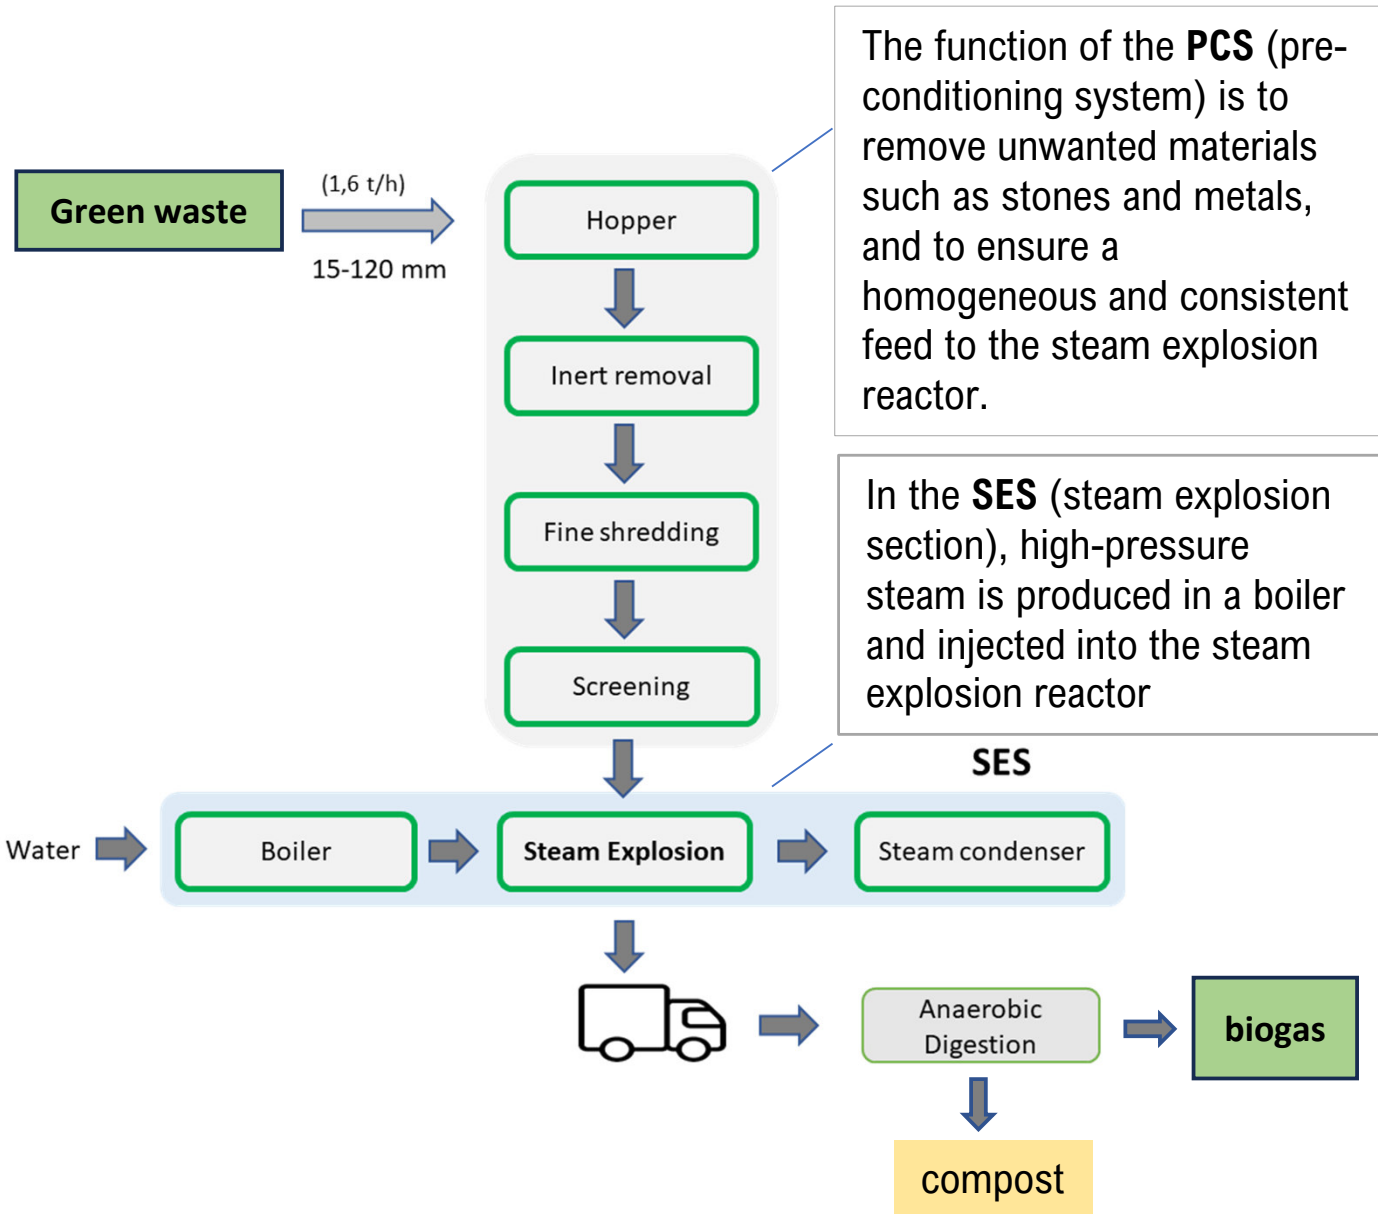 The function of the PCS (pre-
conditioning system) is to
remove unwanted materials
such as stones and metals,
and to ensure a
homogeneous and consistent
feed to the steam explosion
reactor.
Green waste
(1,6 t/h)
15-120 mm
Hopper
Inert removal
Fine shredding
Screening
In the SES (steam explosion
section), high-pressure
steam is produced in a boiler
and injected into the steam
explosion reactor
SES
Water
Boiler
Steam Explosion
Steam condenser
Anaerobic
Digestion
biogas
compost